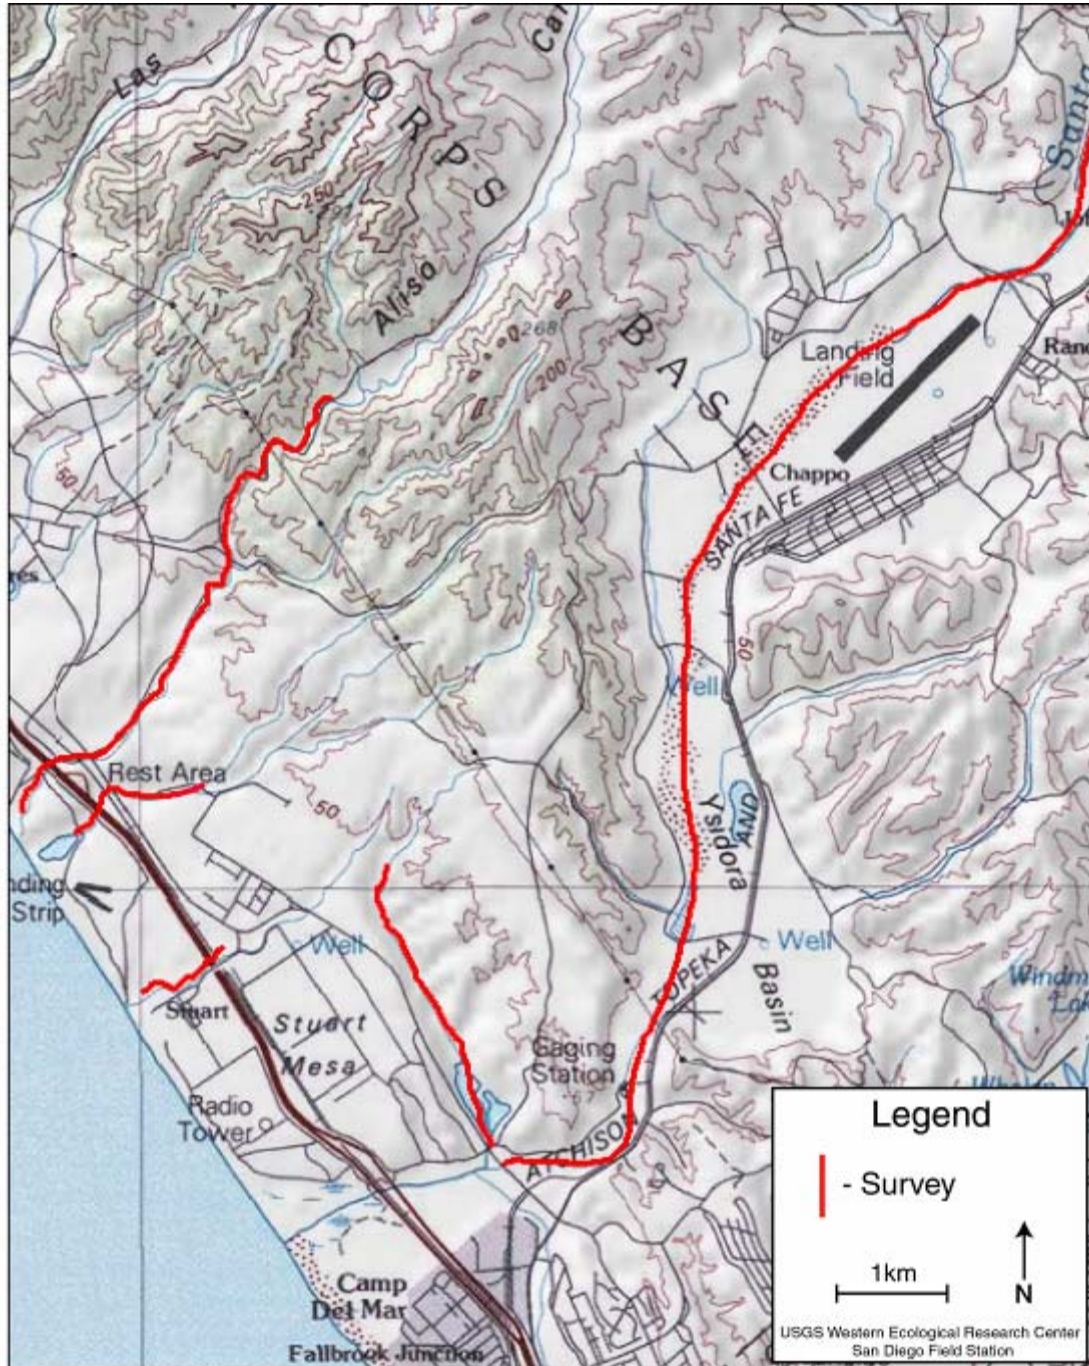 Las
CORPS
Santa
250
Aliso
268
200
BASE
Landing
Field
Chappo
SANTA FE
50
50
Well
Rest Area
50
Ysidora
AND
Strip
Well
TOPEKA
Well
Basin
Stuart
Stuart
Mesa
Gaging
Station
67
Radio
Tower
ATCHISON
Camp
Del Mar
Fallbrook Junction
Legend
- Survey
1km
N
USGS Western Ecological Research Center
San Diego Field Station